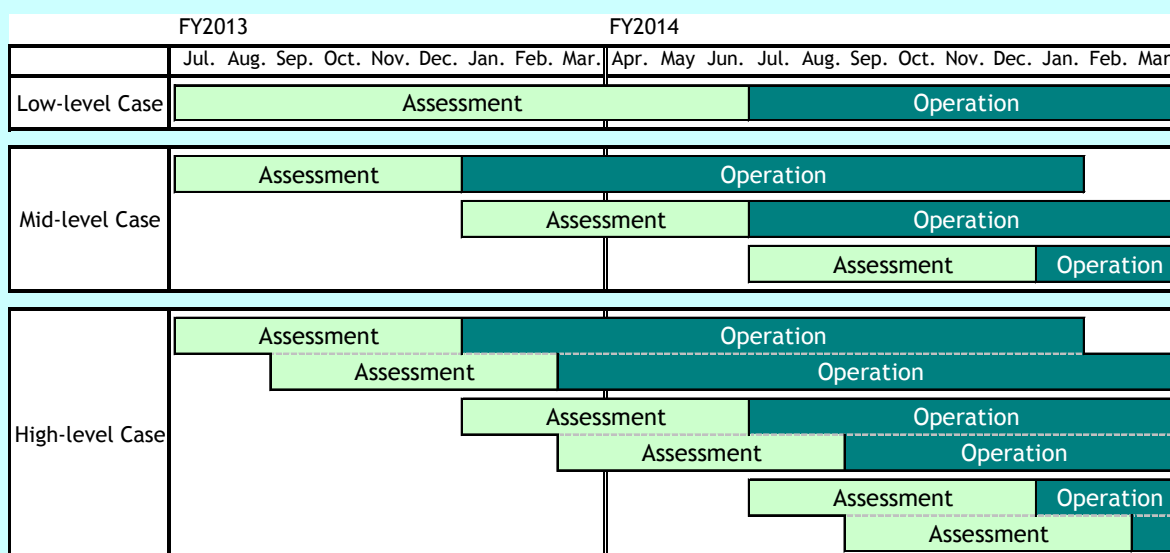 FY2013 FY2014
Jul. Aug. Sep. Oct. Nov. Dec. Jan. Feb. Mar. Apr. May Jun. Jul. Aug. Sep. Oct. Nov. Dec. Jan. Feb. Mar
Low-level Case Assessment Operation
Assessment Operation
Mid-level Case Assessment Operation
Assessment Operation
Assessment Operation
Assessment Operation
High-level Case Assessment Operation
Assessment Operation
Assessment Operation
Assessment